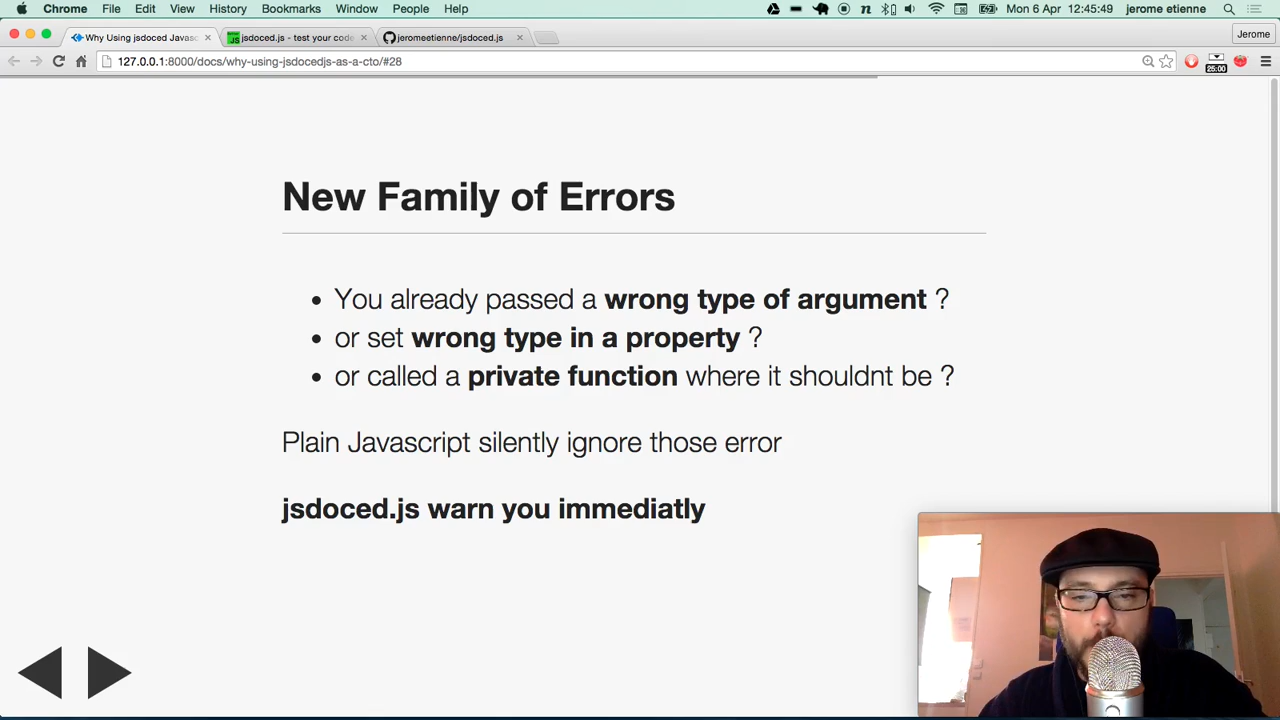 Chrome File Edit View History Bookmarks Window People Help Mon 6 Apr 12:45:49 jerome etienne
Why Using jsdoced Javasc jsdoced.js - test your code jeromeetienne/jsdoced.js Jerome
127.0.0.1:8000/docs/why-using-jsdocedjs-as-a-cto/#28 25:00
New Family of Errors
• You already passed a wrong type of argument ?
• or set wrong type in a property ?
• or called a private function where it shouldnt be ?
Plain Javascript silently ignore those error
jsdoced.js warn you immediatly